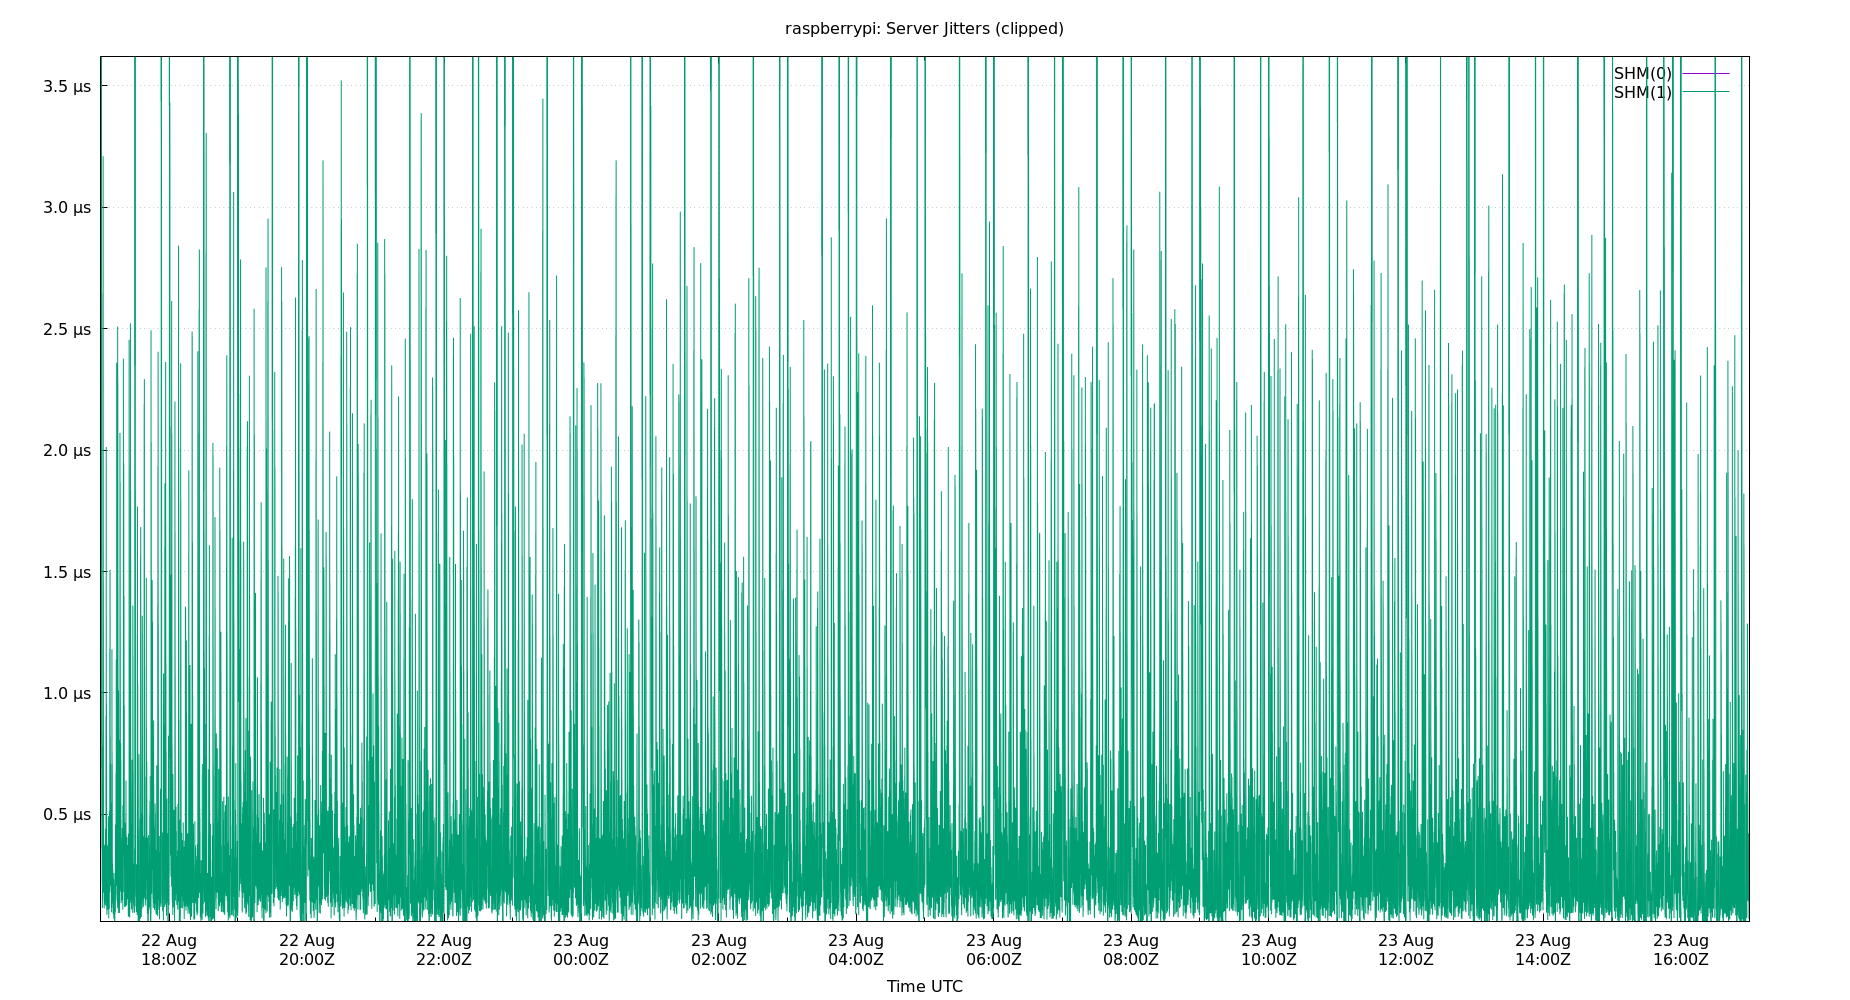 raspberrypi: Server Jitters (clipped)
SHM(0)
SHM(1)
3.5 μs
3.0 μs
2.5 μs
2.0 μs
1.5 μs
1.0 μs
0.5 μs
22 Aug 22 Aug 22 Aug 23 Aug 23 Aug 23 Aug 23 Aug 23 Aug 23 Aug 23 Aug 23 Aug 23 Aug
18:00Z 20:00Z 22:00Z 00:00Z 02:00Z 04:00Z 06:00Z 08:00Z 10:00Z 12:00Z 14:00Z 16:00Z
Time UTC